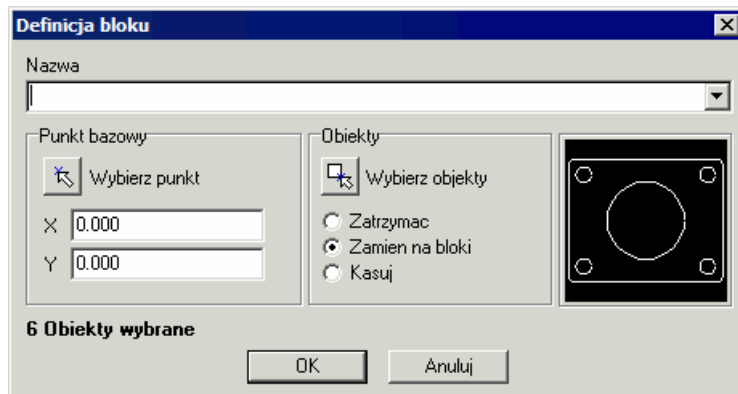 Definicja bloku
Nazwa
Punkt bazowy
Wybierz punkt
X 0.000
Y 0.000
Obiekty
Wybierz objekty
Zatrzymac
Zamien na bloki
Kasuj
6 Obiekty wybrane
OK Anuluj